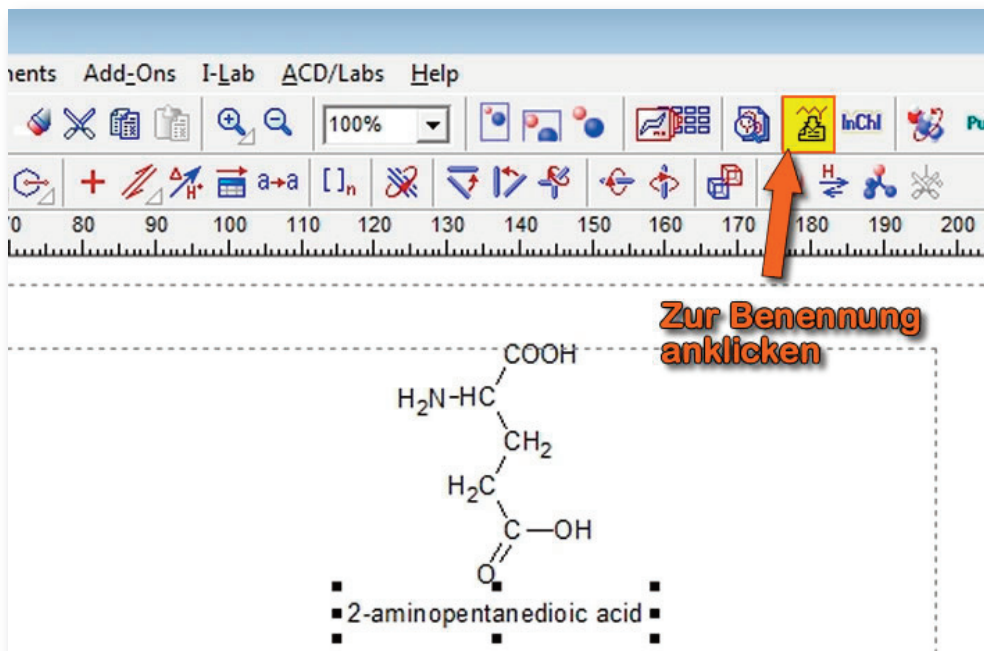 nents Add-Ons I-Lab ACD/Labs Help
100% InChI Pu
H+ a→a [ ]n H
0 80 90 100 110 120 130 140 150 160 170 180 190 200
Zur Benennung
anklicken
COOH
H₂N-HC
CH₂
H₂C
C—OH
O
2-aminopentanedioic acid